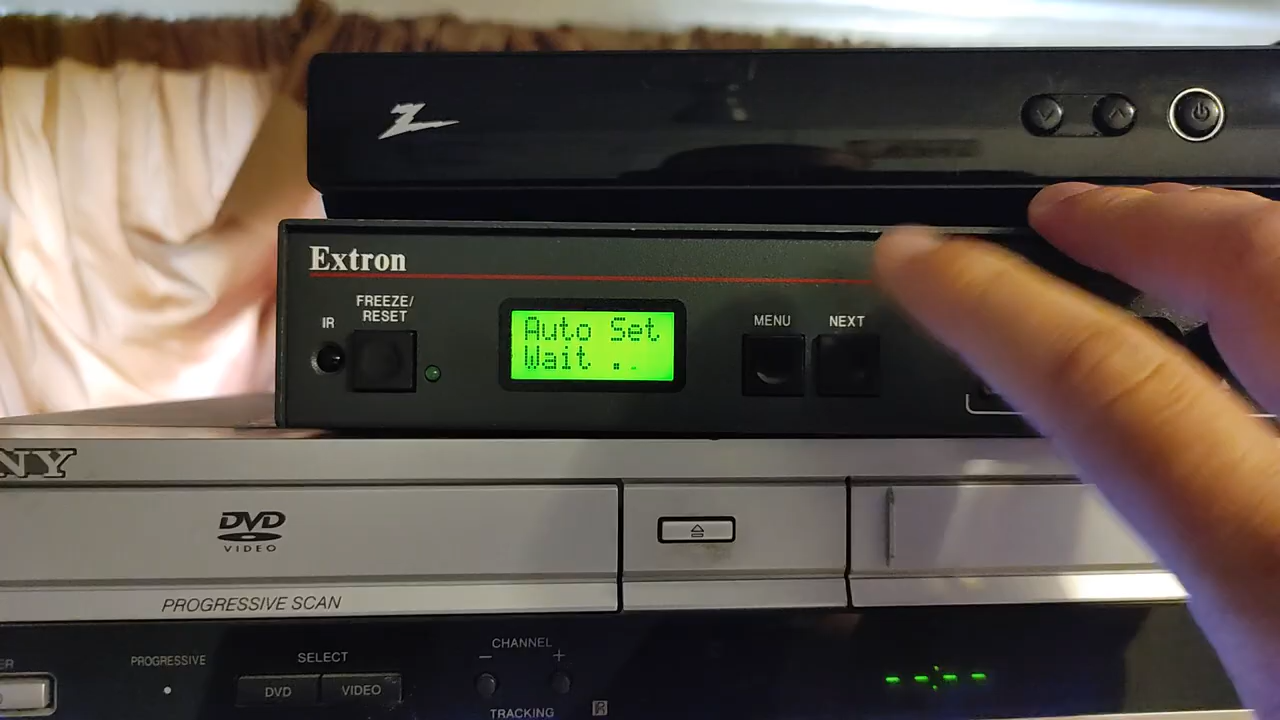 Extron
IR
FREEZE/
RESET
Auto Set
Wait . .
MENU
NEXT
NY
DVD
VIDEO
PROGRESSIVE SCAN
ER
PROGRESSIVE
SELECT
DVD
VIDEO
CHANNEL
- +
TRACKING
R
--:--